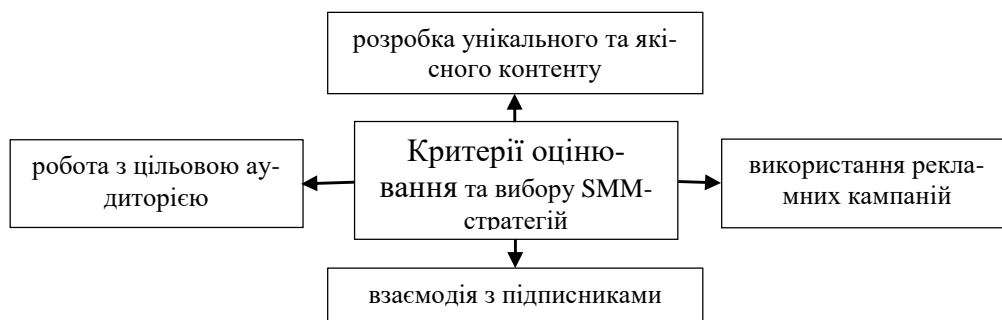 розробка унікального та які-
сного контенту
робота з цільовою ау-
диторією
Критерії оціню-
вання та вибору SMM-
стратегій
використання рекла-
мних кампаній
взаємодія з підписниками